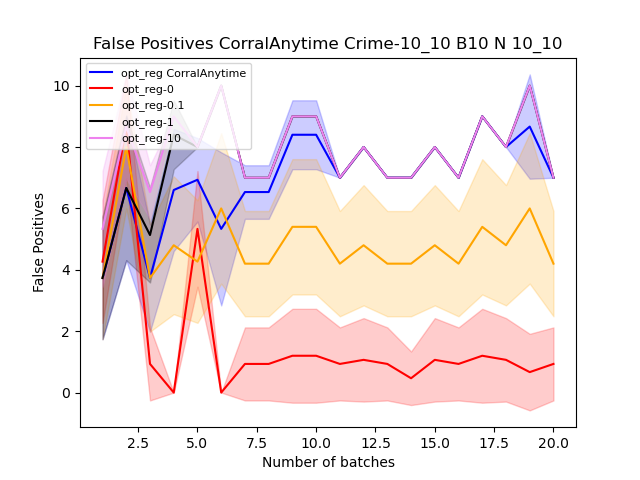 False Positives CorralAnytime Crime-10_10 B10 N 10_10
opt_reg CorralAnytime
opt_reg-0
opt_reg-0.1
opt_reg-1
opt_reg-10
10
8
6
4
2
0
False Positives
2.5 5.0 7.5 10.0 12.5 15.0 17.5 20.0
Number of batches